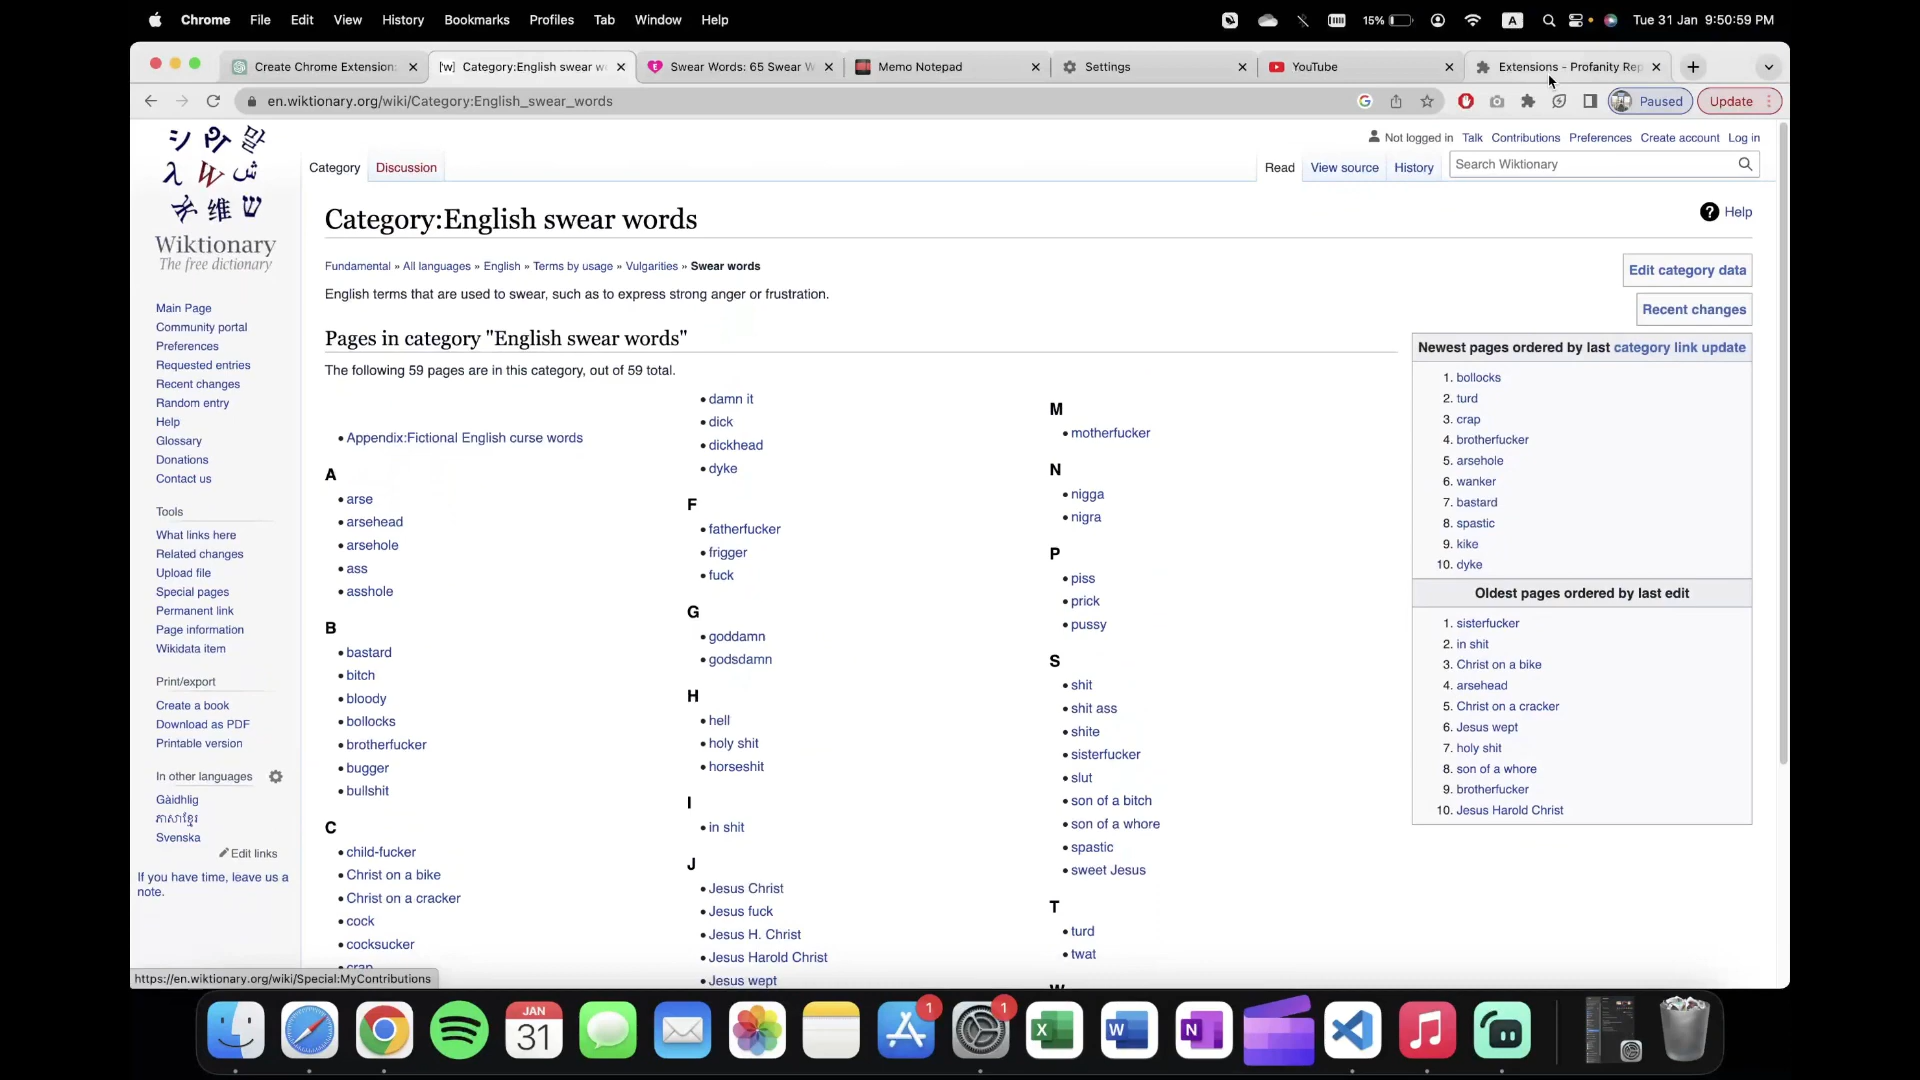 Chrome File Edit View History Bookmarks Profiles Tab Window Help
15% A Tue 31 Jan 9:50:59 PM
Create Chrome Extension
[w] Category:English swear w
Swear Words: 65 Swear W
Memo Notepad
Settings
YouTube
Extensions - Profanity Rep
en.wiktionary.org/wiki/Category:English_swear_words
Paused
Update
Not logged in Talk Contributions Preferences Create account Log in
Category Discussion
Read View source History
Search Wiktionary
Wiktionary
The free dictionary
Main Page
Community portal
Preferences
Requested entries
Recent changes
Random entry
Help
Glossary
Donations
Contact us
Tools
What links here
Related changes
Upload file
Special pages
Permanent link
Page information
Wikidata item
Print/export
Create a book
Download as PDF
Printable version
In other languages
Gàidhlig
ភាសាខ្មែរ
Svenska
Edit links
If you have time, leave us a
note.
Category:English swear words
Help
Fundamental » All languages » English » Terms by usage » Vulgarities » Swear words
English terms that are used to swear, such as to express strong anger or frustration.
Edit category data
Recent changes
Pages in category "English swear words"
The following 59 pages are in this category, out of 59 total.
Appendix:Fictional English curse words
A
arse
arsehead
arsehole
ass
asshole
B
bastard
bitch
bloody
bollocks
brotherfucker
bugger
bullshit
C
child-fucker
Christ on a bike
Christ on a cracker
cock
cocksucker
crap
damn it
dick
dickhead
dyke
F
fatherfucker
frigger
fuck
G
goddamn
godsdamn
H
hell
holy shit
horseshit
I
in shit
J
Jesus Christ
Jesus fuck
Jesus H. Christ
Jesus Harold Christ
Jesus wept
M
motherfucker
N
nigga
nigra
P
piss
prick
pussy
S
shit
shit ass
shite
sisterfucker
slut
son of a bitch
son of a whore
spastic
sweet Jesus
T
turd
twat
W
Newest pages ordered by last category link update
1. bollocks
2. turd
3. crap
4. brotherfucker
5. arsehole
6. wanker
7. bastard
8. spastic
9. kike
10. dyke
Oldest pages ordered by last edit
1. sisterfucker
2. in shit
3. Christ on a bike
4. arsehead
5. Christ on a cracker
6. Jesus wept
7. holy shit
8. son of a whore
9. brotherfucker
10. Jesus Harold Christ
https://en.wiktionary.org/wiki/Special:MyContributions
JAN
31
1
1
X
W
N